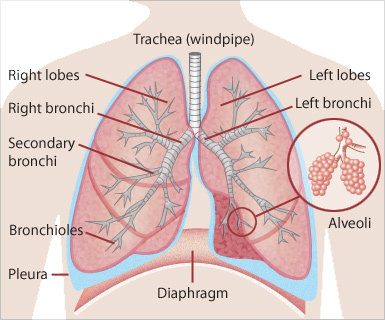 Trachea (windpipe)
Right lobes
Left lobes
Right bronchi
Left bronchi
Secondary
bronchi
Alveoli
Bronchioles
Pleura
Diaphragm